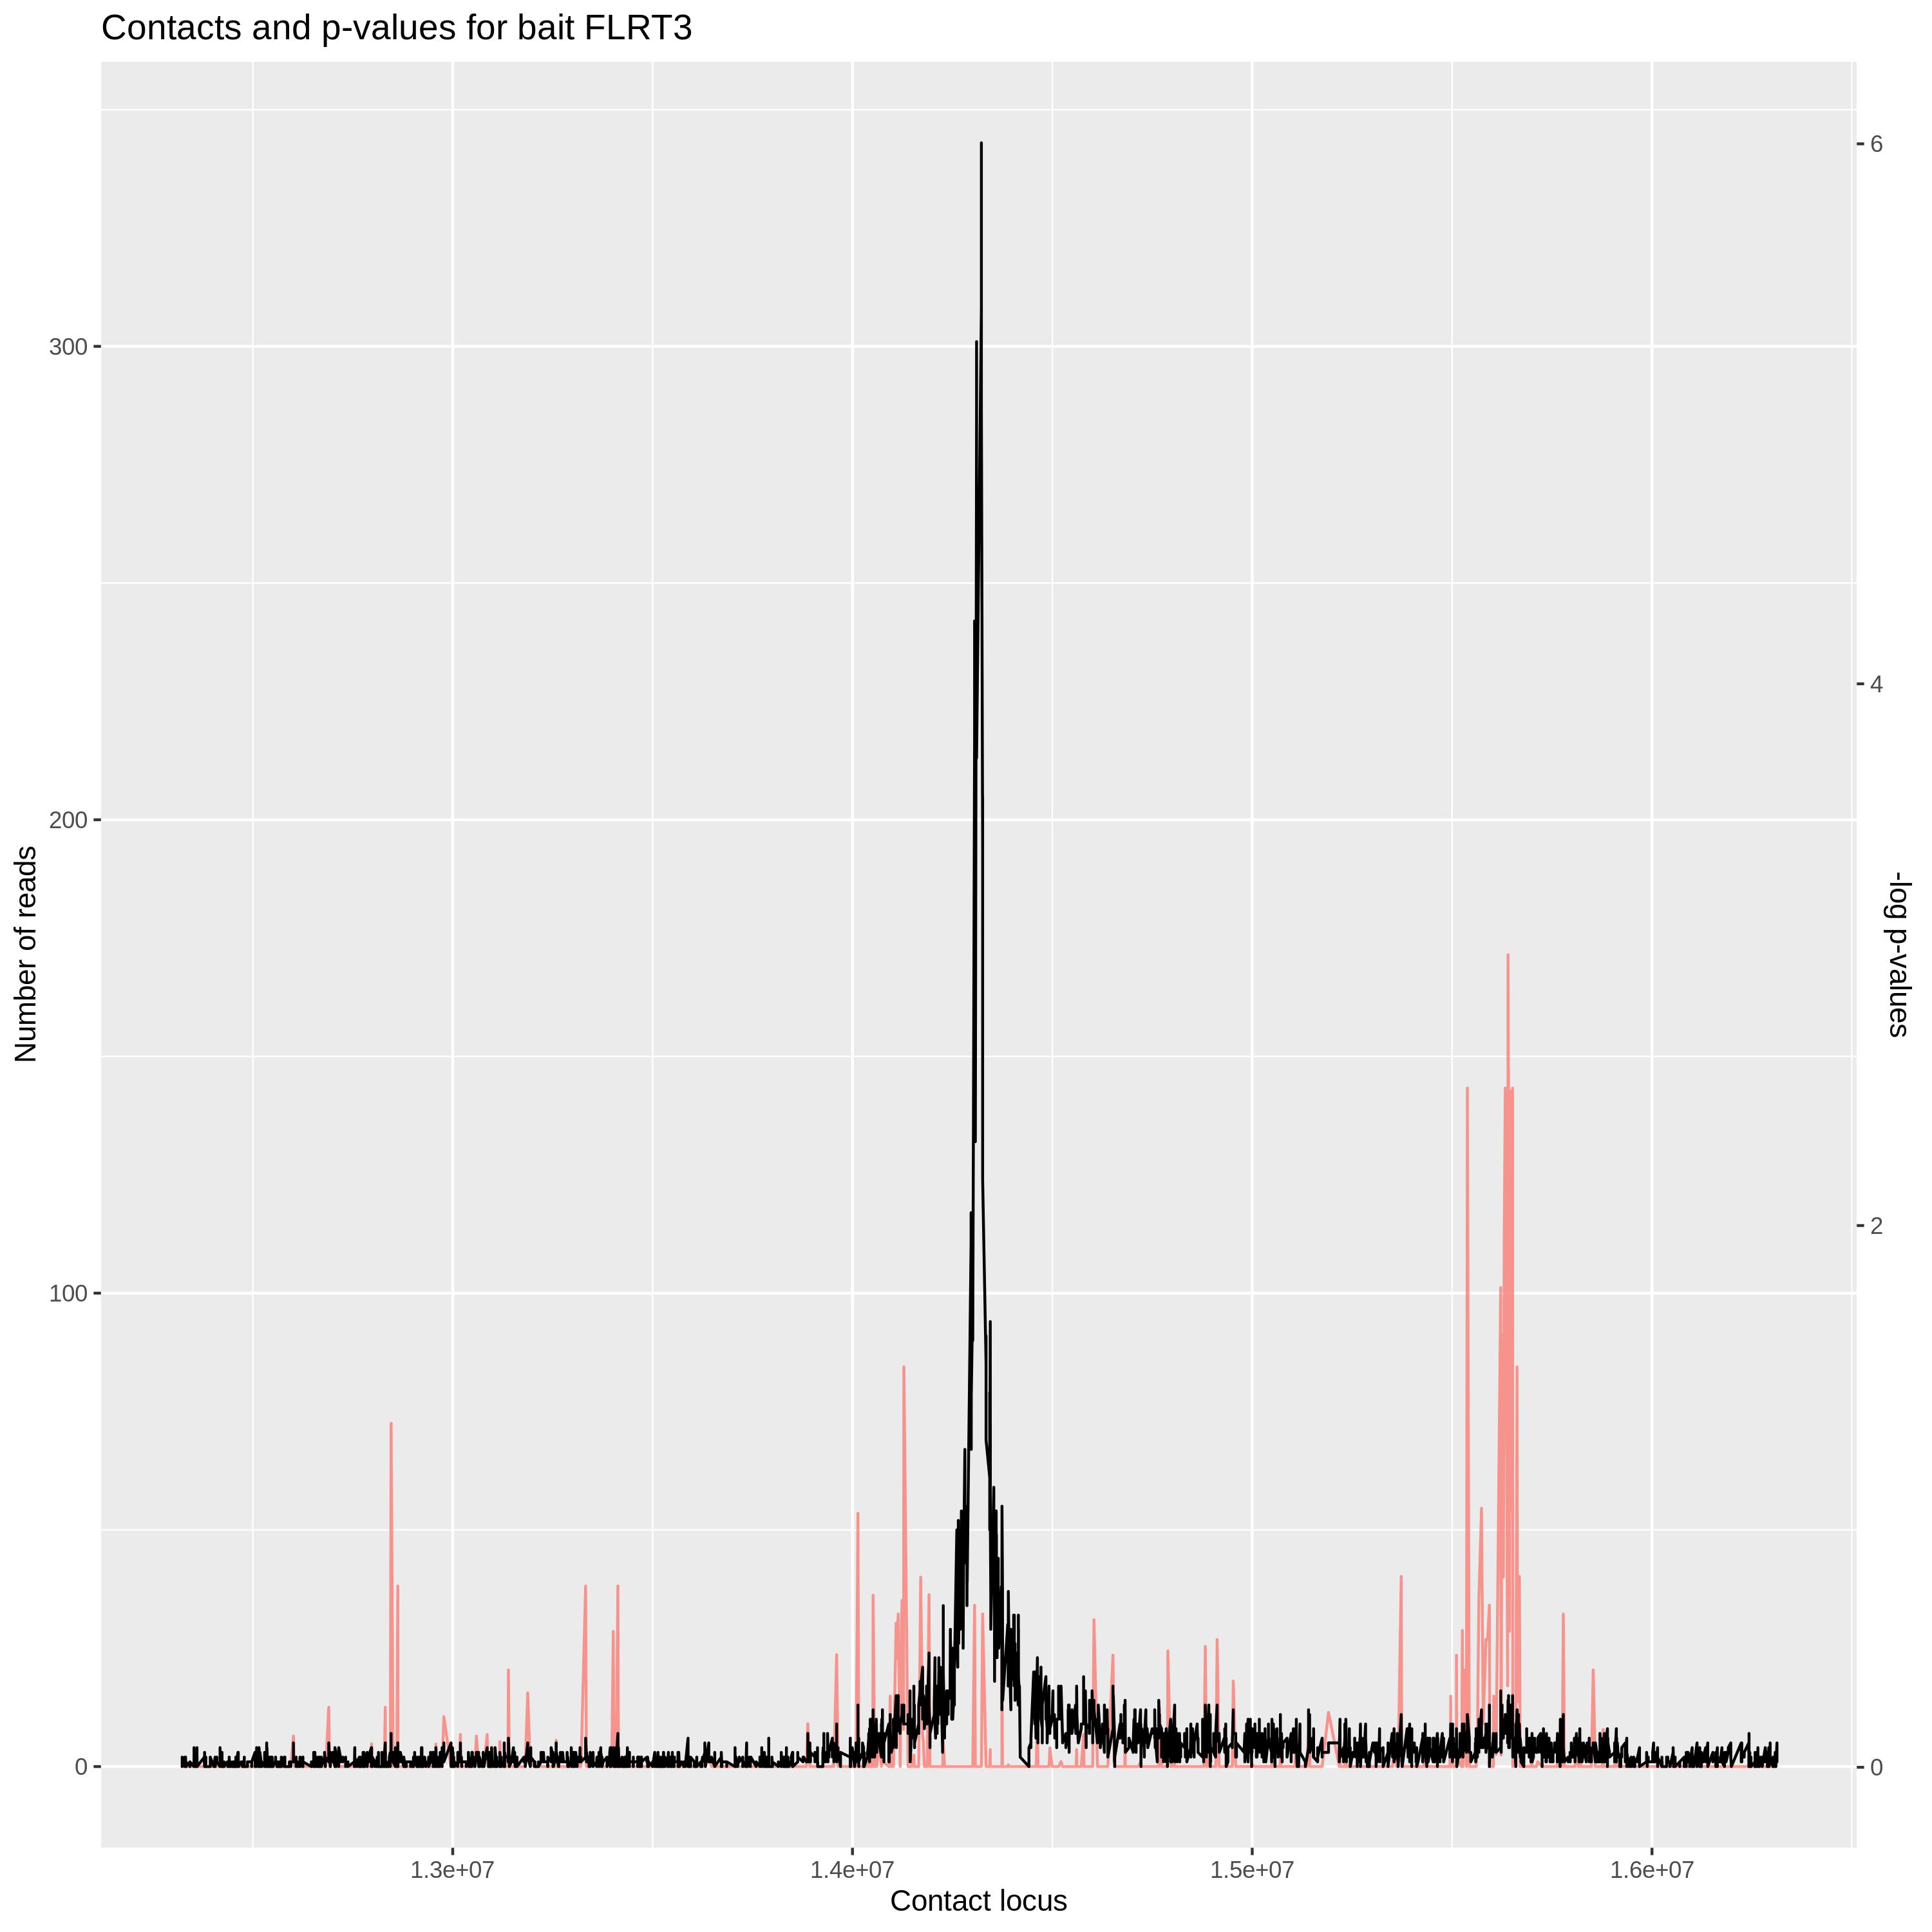 Contacts and p-values for bait FLRT3
Number of reads
300
200
100
0
6
4
2
0
-log p-values
1.3e+07
1.4e+07
1.5e+07
1.6e+07
Contact locus